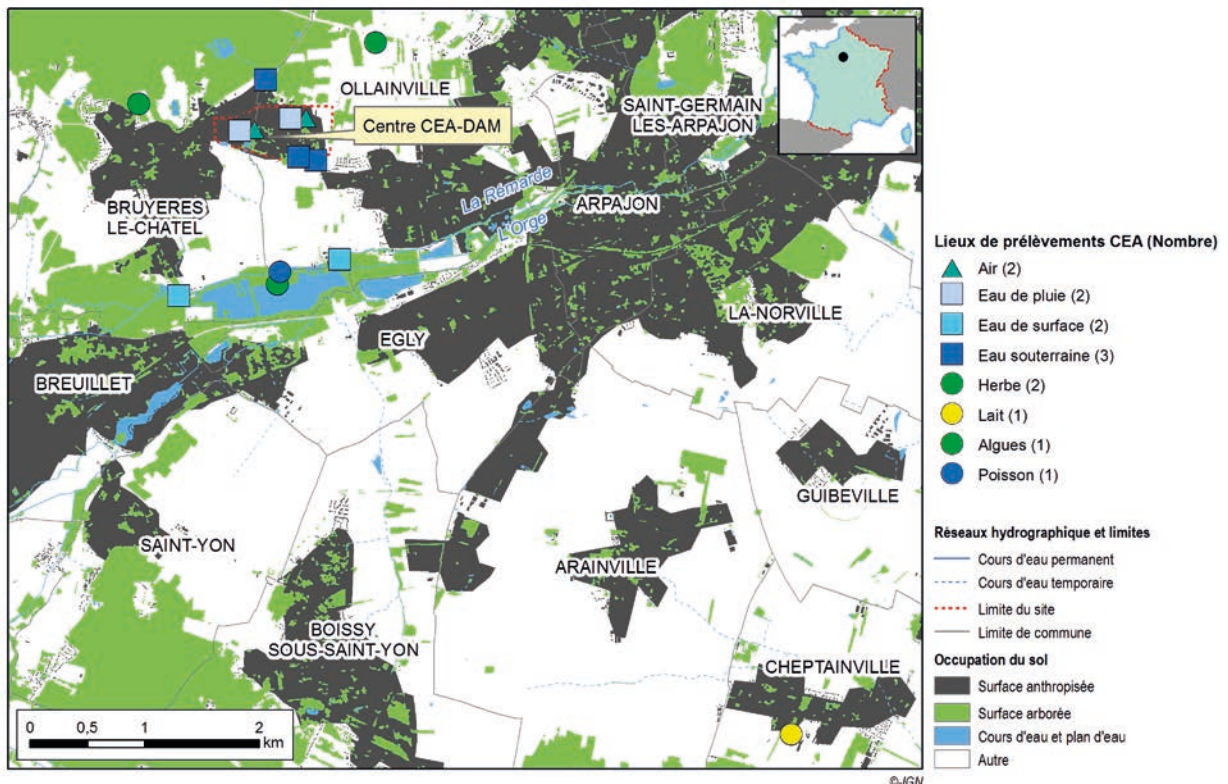 OLLAINVILLE
Centre CEA-DAM
SAINT-GERMAIN
LES-ARPAJON
BRUYERES
LE-CHATEL
La Rémarde
L'Orge
ARPAJON
LA-NORVILLE
EGLY
BREUILLET
GUIBEVILLE
SAINT-YON
ARAINVILLE
BOISSY
SOUS-SAINT-YON
CHEPTAINVILLE
0 0,5 1 2
km
Lieux de prélèvements CEA (Nombre)
Air (2)
Eau de pluie (2)
Eau de surface (2)
Eau souterraine (3)
Herbe (2)
Lait (1)
Algues (1)
Poisson (1)
Réseaux hydrographique et limites
Cours d'eau permanent
Cours d'eau temporaire
Limite du site
Limite de commune
Occupation du sol
Surface anthropisée
Surface arborée
Cours d'eau et plan d'eau
Autre
©-IGN